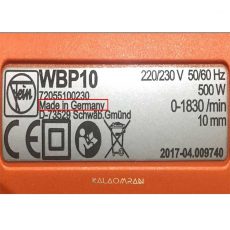 Fein
WBP10
72055100230
Made in Germany
D-73529 Schwäb.Gmünd
220/230 V 50/60 Hz
500 W
0-1830 /min
10 mm
2017-04.009740
KALAOMRAN